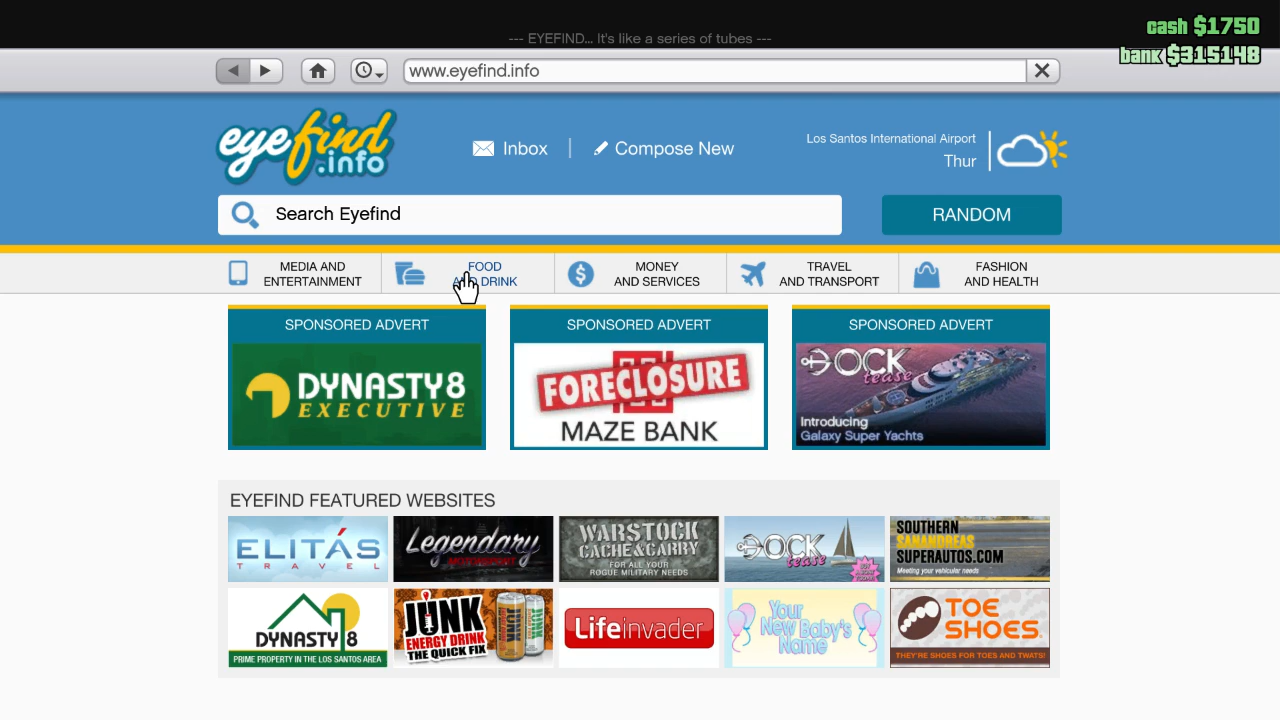 cash $1750
--- EYEFIND... It's like a series of tubes ---
bank $315148
www.eyefind.info
eyefind
.info
Inbox
Compose New
Los Santos International Airport
Thur
Search Eyefind
RANDOM
MEDIA AND
ENTERTAINMENT
FOOD
AND DRINK
MONEY
AND SERVICES
TRAVEL
AND TRANSPORT
FASHION
AND HEALTH
SPONSORED ADVERT
DYNASTY8
EXECUTIVE
SPONSORED ADVERT
FORECLOSURE
MAZE BANK
SPONSORED ADVERT
DOCK
tease
Introducing
Galaxy Super Yachts
EYEFIND FEATURED WEBSITES
ELITÁS
TRAVEL
Legendary
MOTORSPORT
WARSTOCK
CACHE&CARRY
FOR ALL YOUR
ROGUE MILITARY NEEDS
DOCK
tease
SOUTHERN
SANANDREAS
SUPERAUTOS.COM
Meeting your vehicular needs
DYNASTY 8
PRIME PROPERTY IN THE LOS SANTOS AREA
JUNK
ENERGY DRINK
THE QUICK FIX
Lifeinvader
Your
New Baby's
Name
TOE
SHOES
THEY'RE SHOES FOR TOES AND TWATS!